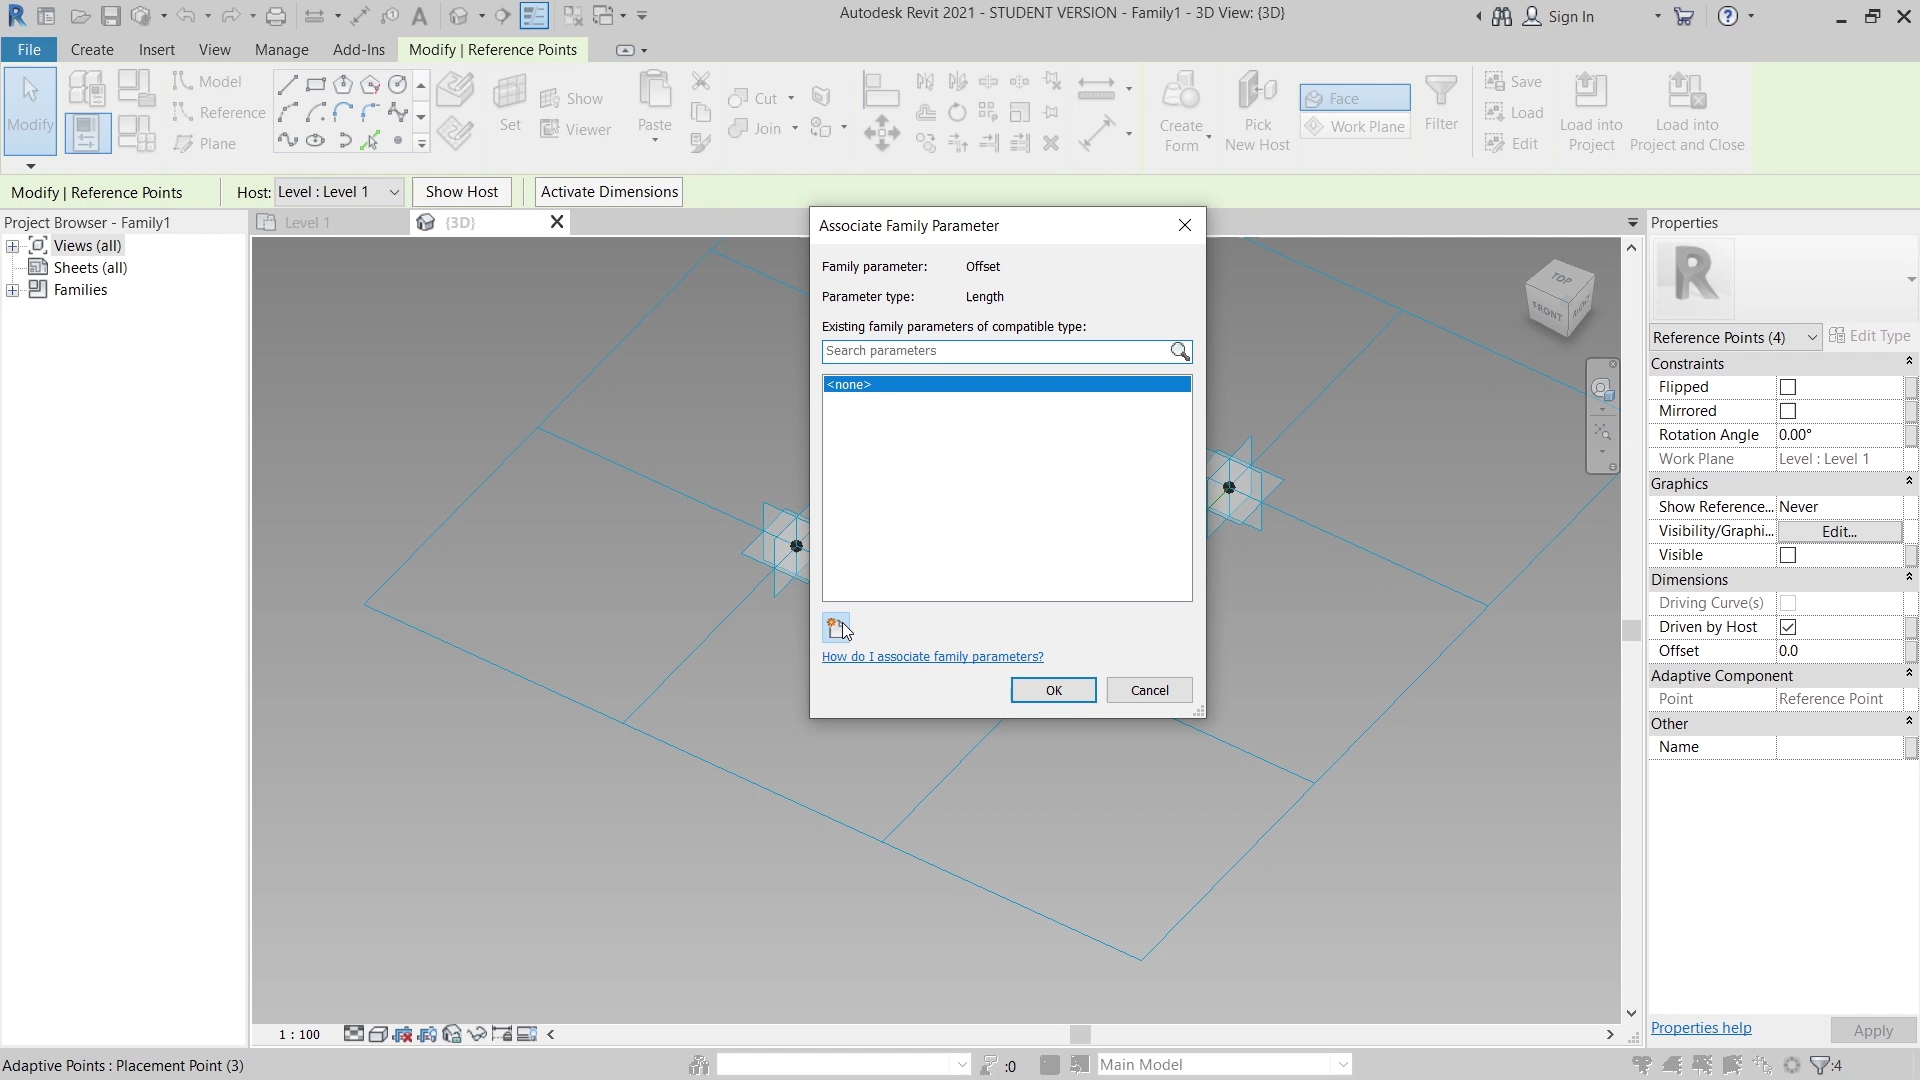 Autodesk Revit 2021 - STUDENT VERSION - Family1 - 3D View: {3D}
Sign In
File
Create
Insert
View
Manage
Add-Ins
Modify | Reference Points
Modify
Model
Reference
Plane
Set
Show
Viewer
Paste
Cut
Join
Create
Form
Pick
New Host
Face
Work Plane
Filter
Save
Load
Edit
Load into
Project
Load into
Project and Close
Modify | Reference Points
Host: Level : Level 1
Show Host
Activate Dimensions
Project Browser - Family1
Views (all)
Sheets (all)
Families
Level 1
{3D}
TOP
FRONT
RIGHT
Associate Family Parameter
Family parameter: Offset
Parameter type: Length
Existing family parameters of compatible type:
Search parameters
<none>
How do I associate family parameters?
OK
Cancel
Properties
R
Reference Points (4)
Edit Type
Constraints
Flipped
Mirrored
Rotation Angle 0.00°
Work Plane Level : Level 1
Graphics
Show Reference... Never
Visibility/Graphi... Edit...
Visible
Dimensions
Driving Curve(s)
Driven by Host
Offset 0.0
Adaptive Component
Point Reference Point
Other
Name
Properties help
Apply
1 : 100
Adaptive Points : Placement Point (3)
:0
Main Model
:4